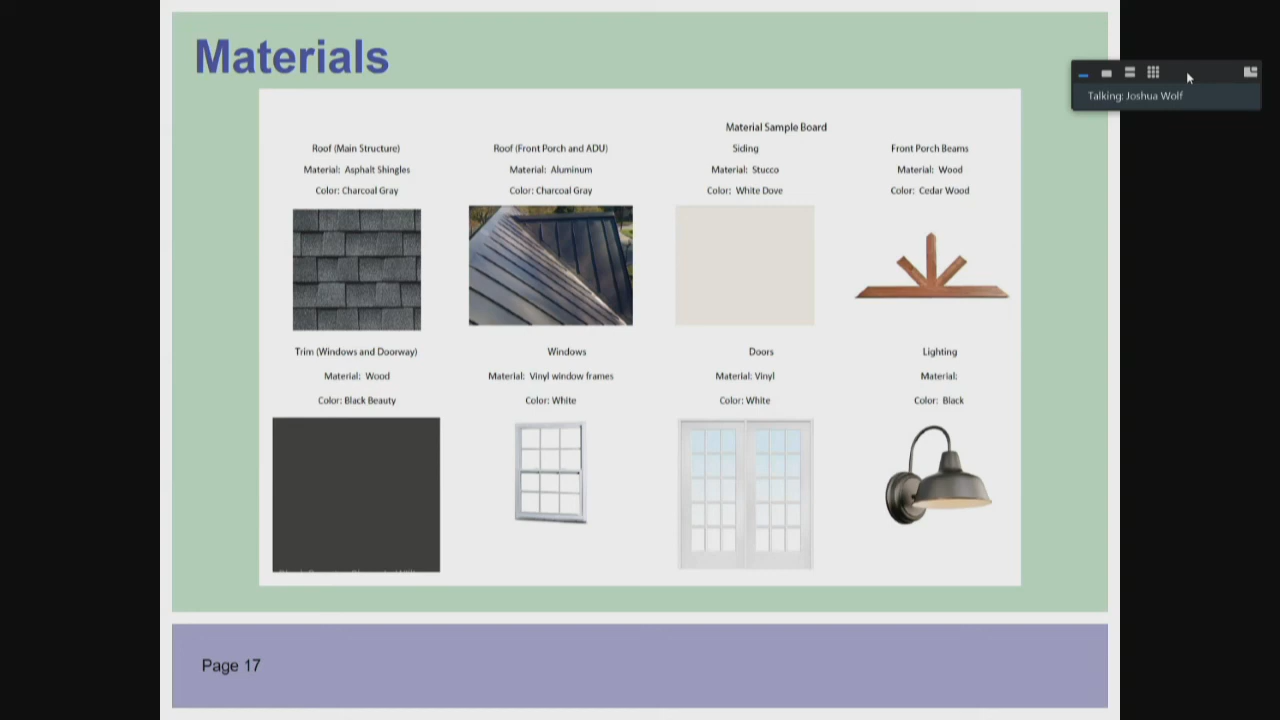 Materials
Talking: Joshua Wolf
Material Sample Board
Roof (Main Structure)
Material: Asphalt Shingles
Color: Charcoal Gray
Roof (Front Porch and ADU)
Material: Aluminum
Color: Charcoal Gray
Siding
Material: Stucco
Color: White Dove
Front Porch Beams
Material: Wood
Color: Cedar Wood
Trim (Windows and Doorway)
Material: Wood
Color: Black Beauty
Windows
Material: Vinyl window frames
Color: White
Doors
Material: Vinyl
Color: White
Lighting
Material:
Color: Black
Page 17